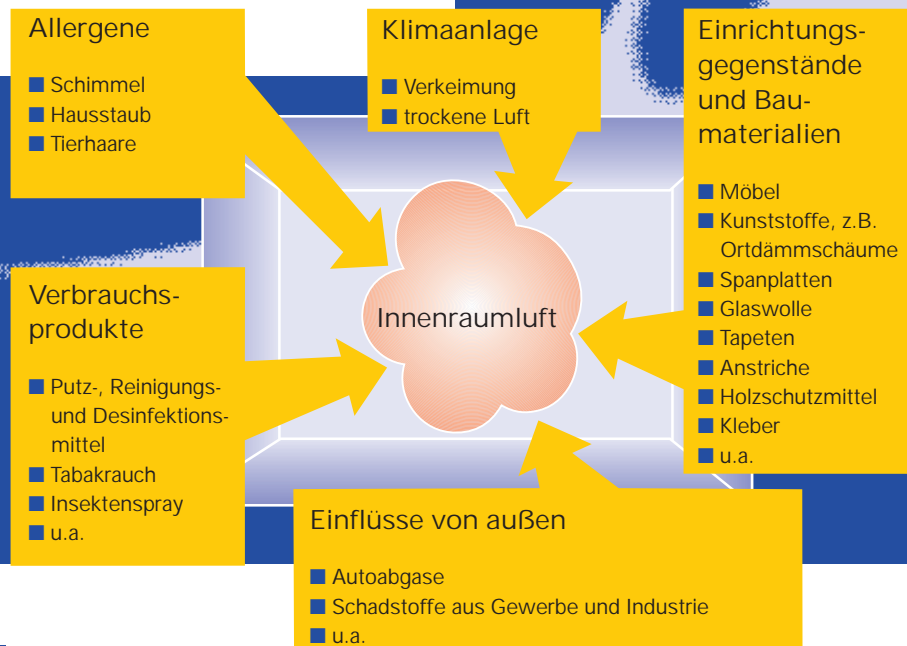 Allergene
■ Schimmel
■ Hausstaub
■ Tierhaare
Klimaanlage
■ Verkeimung
■ trockene Luft
Einrichtungs-
gegenstände
und Bau-
materialien
■ Möbel
■ Kunststoffe, z.B.
Ortdämmschäume
■ Spanplatten
■ Glaswolle
■ Tapeten
■ Anstriche
■ Holzschutzmittel
■ Kleber
■ u.a.
Innenraumluft
Verbrauchs-
produkte
■ Putz-, Reinigungs-
und Desinfektions-
mittel
■ Tabakrauch
■ Insektenspray
■ u.a.
Einflüsse von außen
■ Autoabgase
■ Schadstoffe aus Gewerbe und Industrie
■ u.a.